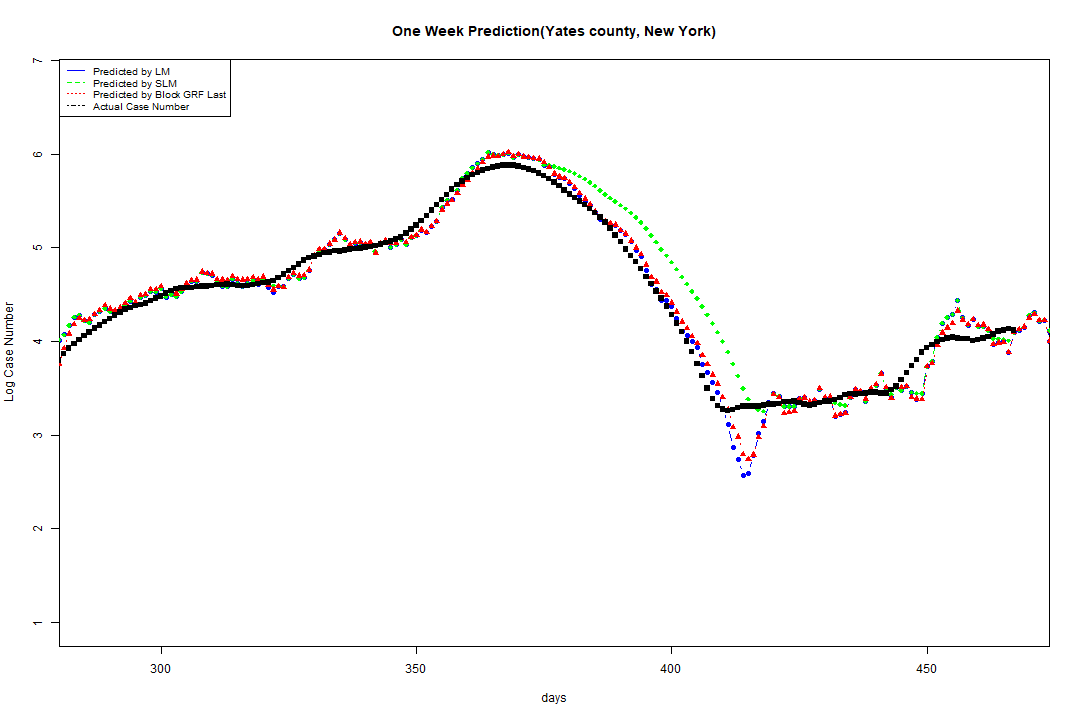 One Week Prediction(Yates county, New York)
Predicted by LM
Predicted by SLM
Predicted by Block GRF Last
Actual Case Number
7
6
5
4
3
2
1
Log Case Number
300 350 400 450
days